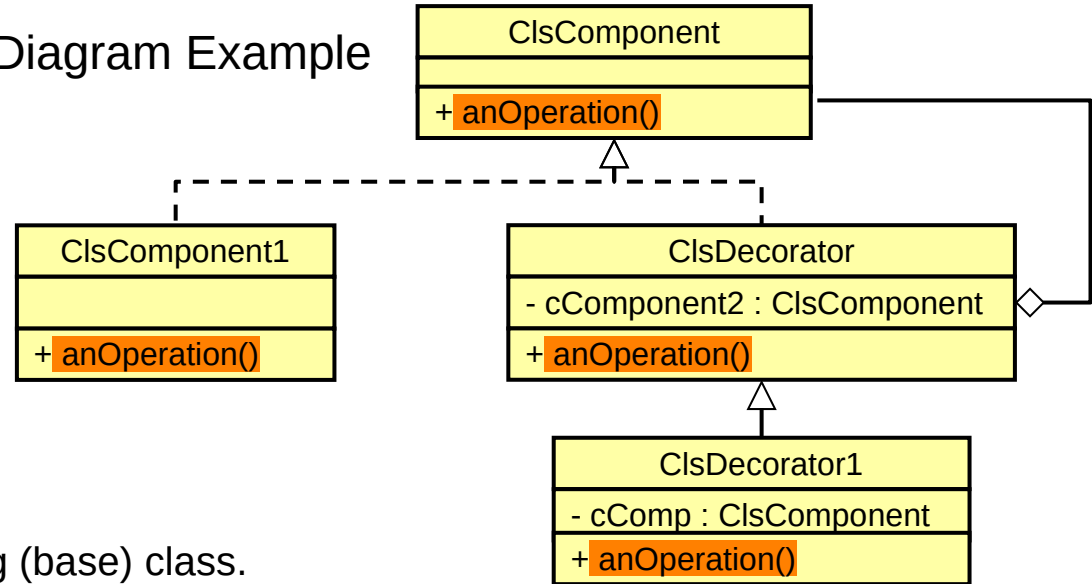 Diagram Example
ClsComponent
+ anOperation()
ClsComponent1
+ anOperation()
ClsDecorator
- cComponent2 : ClsComponent
+ anOperation()
ClsDecorator1
- cComp : ClsComponent
+ anOperation()
(base) class.